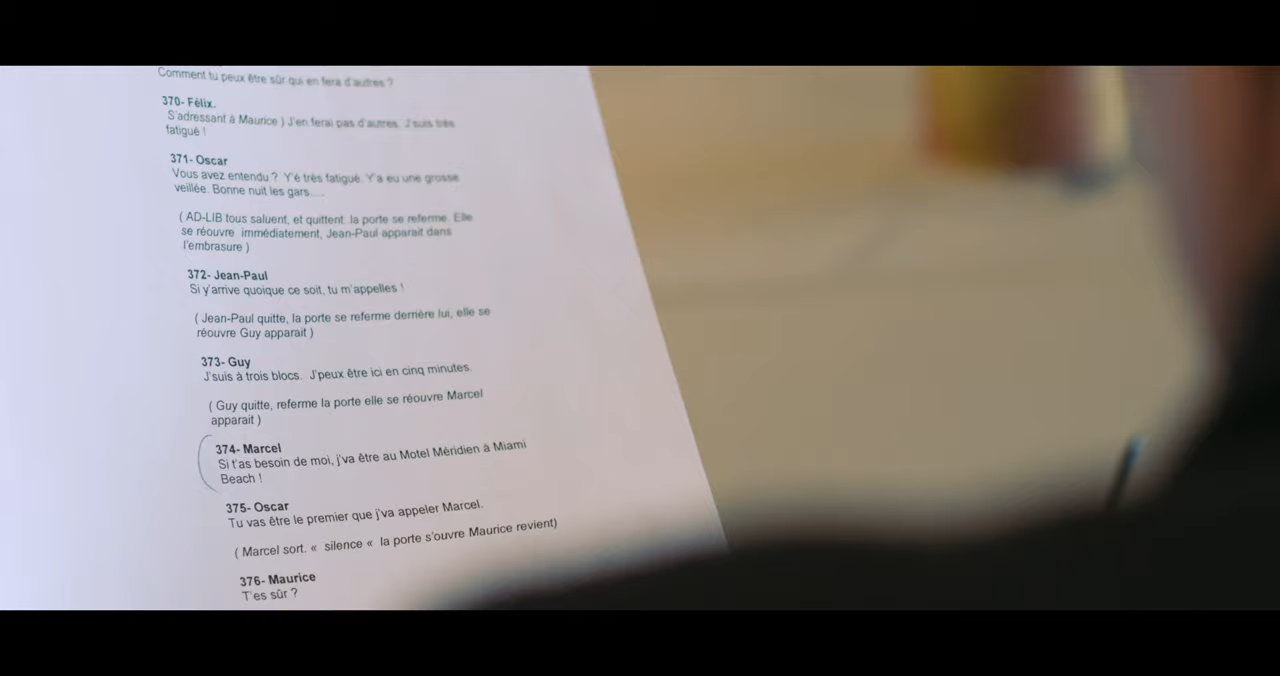 Comment tu peux être sûr qui en fera d'autres ?
370- Félix.
S'adressant à Maurice ) J'en ferai pas d'autres. J'suis très
fatigué !
371- Oscar
Vous avez entendu ? Y'é très fatigué. Y'a eu une grosse
veillée. Bonne nuit les gars....
( AD-LIB tous saluent, et quittent. la porte se referme. Elle
se réouvre immédiatement, Jean-Paul apparait dans
l'embrasure )
372- Jean-Paul
Si y'arrive quoique ce soit, tu m'appelles !
( Jean-Paul quitte, la porte se referme derrière lui, elle se
réouvre Guy apparait )
373- Guy
J'suis à trois blocs. J'peux être ici en cinq minutes.
( Guy quitte, referme la porte elle se réouvre Marcel
apparait )
374- Marcel
Si t'as besoin de moi, j'va être au Motel Méridien à Miami
Beach !
375- Oscar
Tu vas être le premier que j'va appeler Marcel.
( Marcel sort. « silence « la porte s'ouvre Maurice revient)
376- Maurice
T'es sûr ?